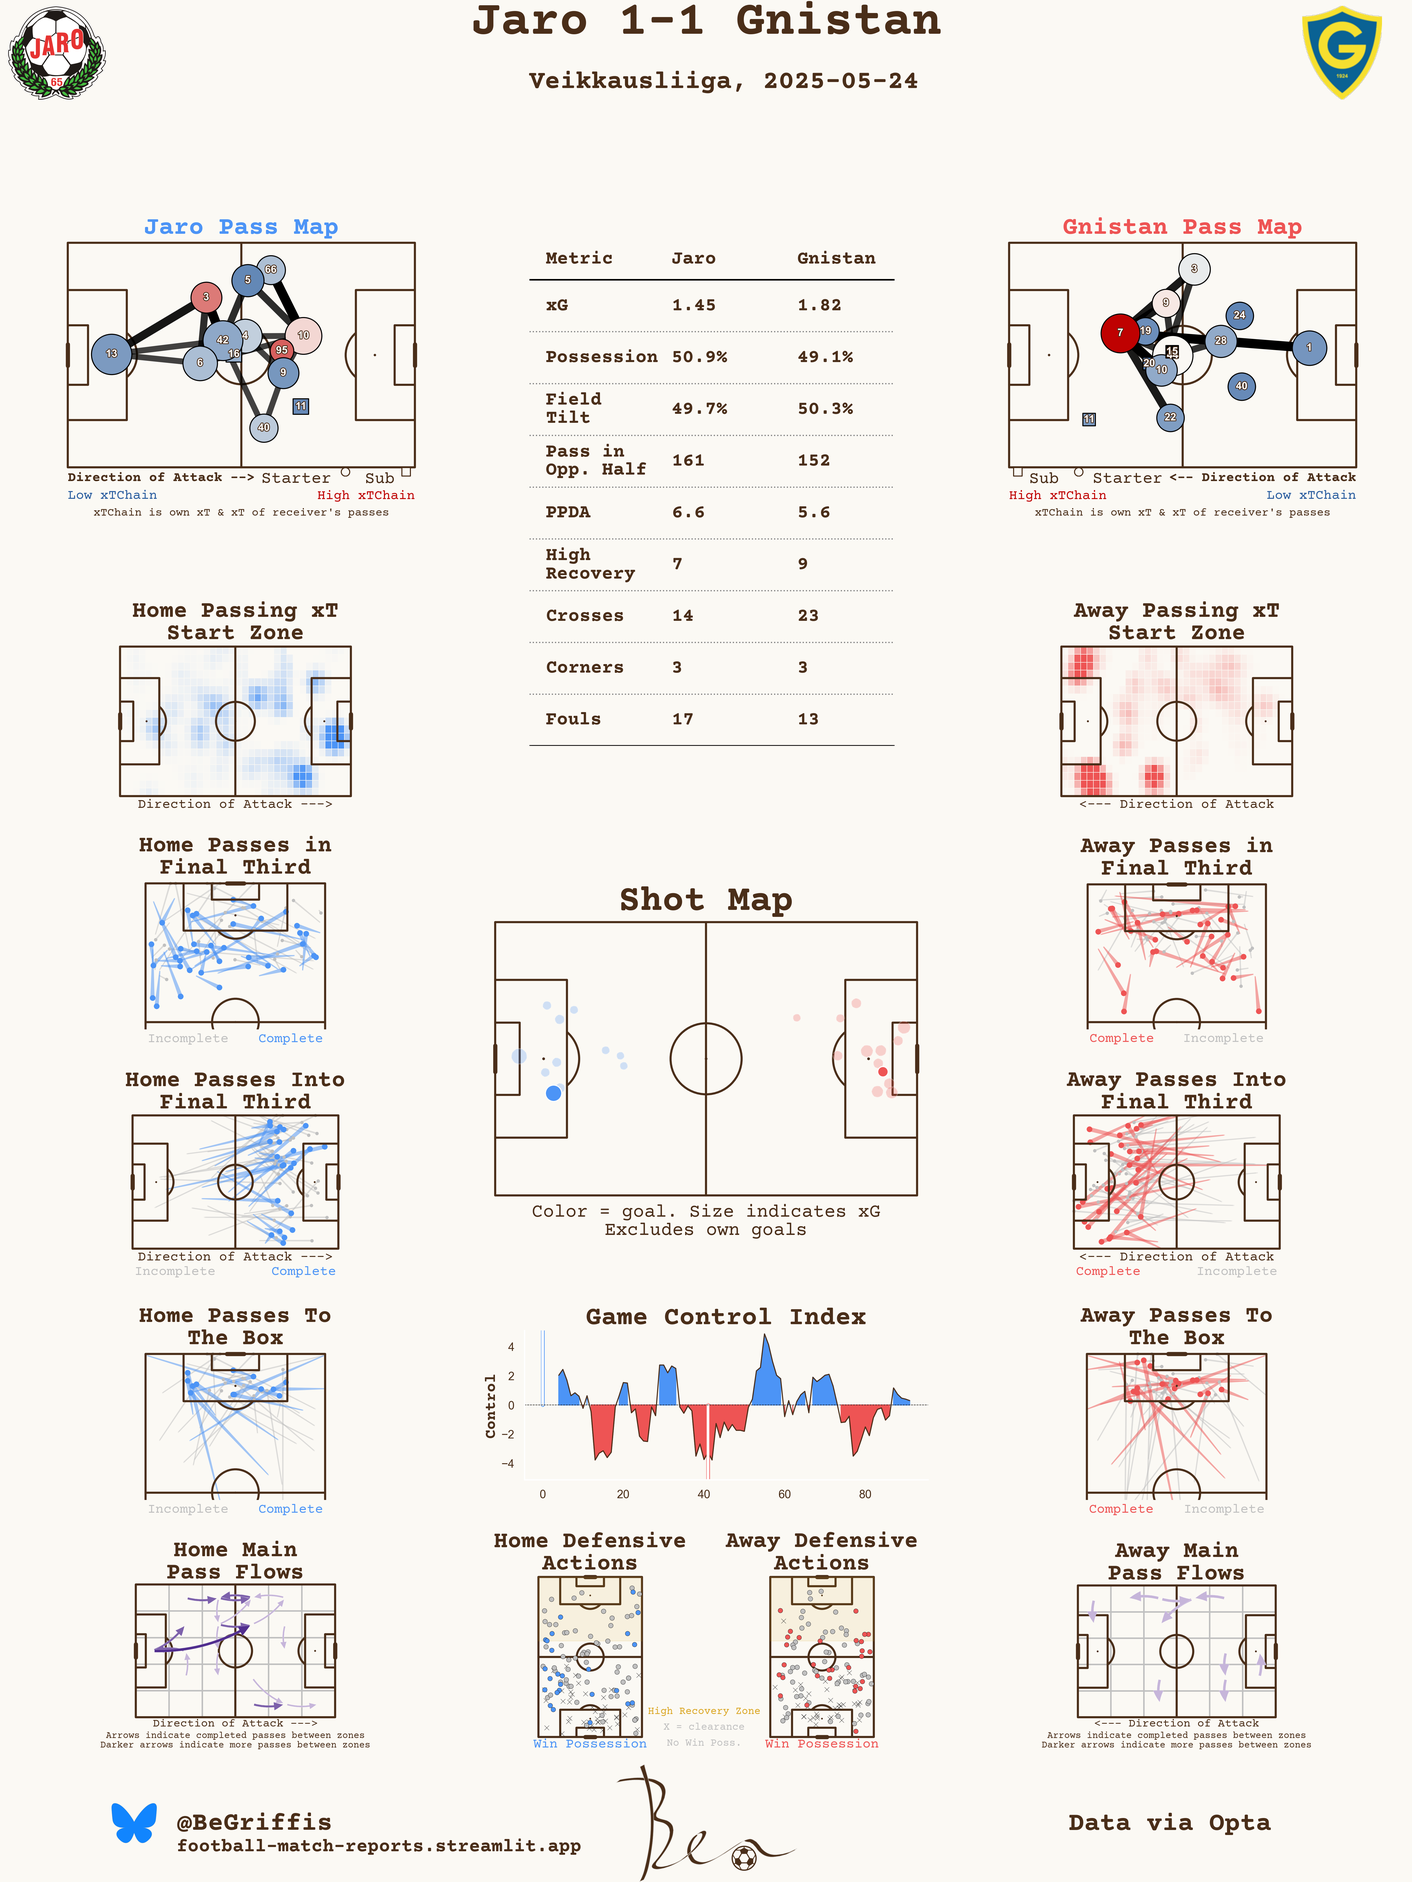 Jaro 1-1 Gnistan
Veikkausliiga, 2025-05-24
JARO
65
G
1924
Jaro Pass Map
66
5
3
10
4
42
95
16
13
6
9
11
40
Direction of Attack --> Starter Sub
Low xTChain High xTChain
xTChain is own xT & xT of receiver's passes
Metric Jaro Gnistan
xG 1.45 1.82
Possession 50.9% 49.1%
Field
Tilt 49.7% 50.3%
Pass in
Opp. Half 161 152
PPDA 6.6 5.6
High
Recovery 7 9
Crosses 14 23
Corners 3 3
Fouls 17 13
Gnistan Pass Map
3
9
24
7
19
28
1
15
20
10
40
22
11
Sub Starter <-- Direction of Attack
High xTChain Low xTChain
xTChain is own xT & xT of receiver's passes
Home Passing xT
Start Zone
Direction of Attack --->
Away Passing xT
Start Zone
<--- Direction of Attack
Home Passes in
Final Third
Incomplete Complete
Away Passes in
Final Third
Complete Incomplete
Shot Map
Color = goal. Size indicates xG
Excludes own goals
Home Passes Into
Final Third
Direction of Attack --->
Incomplete Complete
Away Passes Into
Final Third
<--- Direction of Attack
Complete Incomplete
Home Passes To
The Box
Incomplete Complete
Game Control Index
Control
4
2
0
−2
−4
0 20 40 60 80
Away Passes To
The Box
Complete Incomplete
Home Main
Pass Flows
Direction of Attack --->
Arrows indicate completed passes between zones
Darker arrows indicate more passes between zones
Home Defensive
Actions
Win Possession
High Recovery Zone
X = clearance
No Win Poss.
Away Defensive
Actions
Win Possession
Away Main
Pass Flows
<--- Direction of Attack
Arrows indicate completed passes between zones
Darker arrows indicate more passes between zones
@BeGriffis
football-match-reports.streamlit.app
Ben
Data via Opta